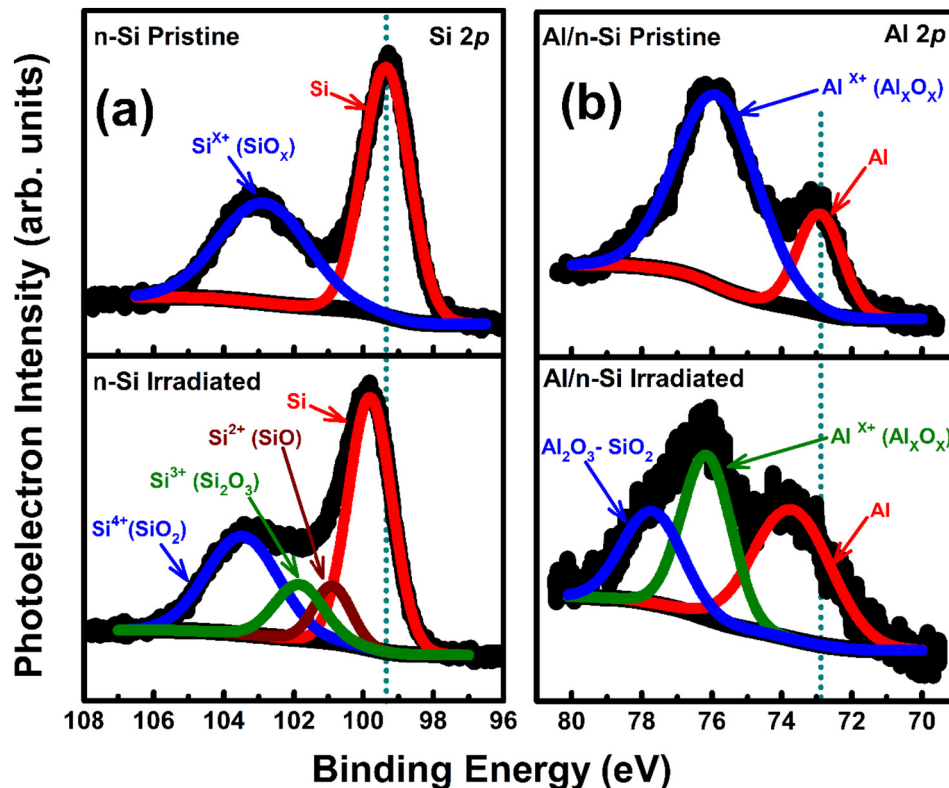 Photoelectron Intensity (arb. units)
n-Si Pristine
Si 2p
(a)
Si
Si^X+ (SiO_X)
n-Si Irradiated
Si
Si^2+ (SiO)
Si^3+ (Si_2O_3)
Si^4+(SiO_2)
108 106 104 102 100 98 96
Al/n-Si Pristine
Al 2p
(b)
Al ^X+ (Al_XO_X)
Al
Al/n-Si Irradiated
Al_2O_3- SiO_2
Al ^X+ (Al_XO_X)
Al
80 78 76 74 72 70
Binding Energy (eV)